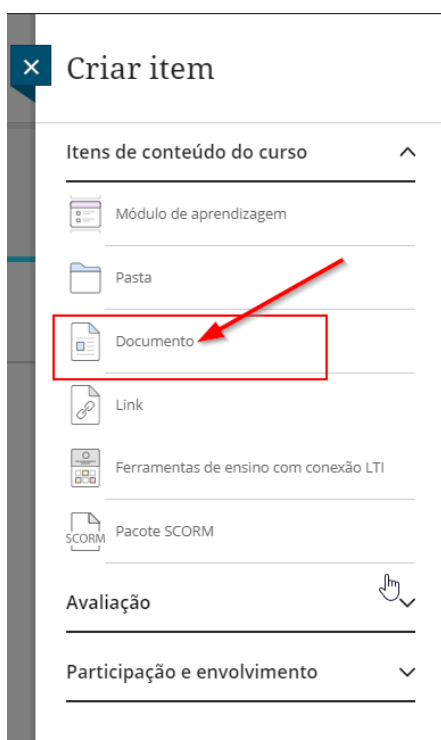 Criar item
Itens de conteúdo do curso
Módulo de aprendizagem
Pasta
Documento
Link
Ferramentas de ensino com conexão LTI
SCORM Pacote SCORM
Avaliação
Participação e envolvimento